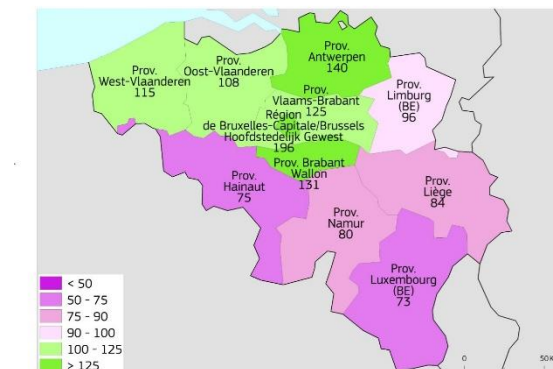 Prov.
Antwerpen
140
Prov.
West-Vlaanderen
115
Prov.
Oost-Vlaanderen
108
Prov.
Limburg
(BE)
96
Prov.
Vlaams-Brabant
125
Région
de Bruxelles-Capitale/Brussels
Hoofdstedelijk Gewest
196
Prov. Brabant
Wallon
131
Prov.
Hainaut
75
Prov.
Liège
84
Prov.
Namur
80
Prov.
Luxembourg
(BE)
73
< 50
50 - 75
75 - 90
90 - 100
100 - 125
> 125
0 50